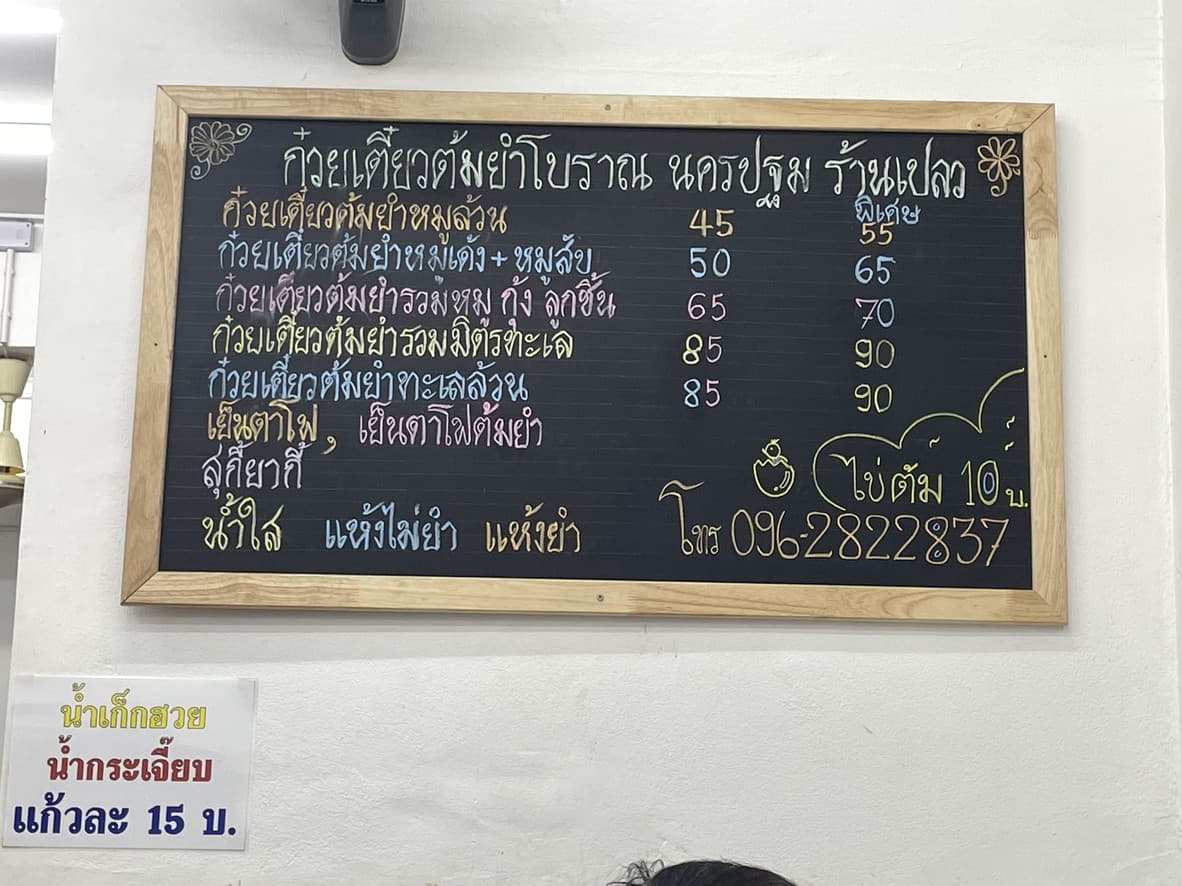 ก๋วยเตี๋ยวต้มยำโบราณ นครปฐม ร้านเปลว
พิเศษ
ก๋วยเตี๋ยวต้มยำหมูล้วน 45 55
ก๋วยเตี๋ยวต้มยำหมูเด้ง + หมูสับ 50 65
ก๋วยเตี๋ยวต้มยำรวมหมู กุ้ง ลูกชิ้น 65 70
ก๋วยเตี๋ยวต้มยำรวมมิตรทะเล 85 90
ก๋วยเตี๋ยวต้มยำทะเลล้วน 85 90
เย็นตาโฟ , เย็นตาโฟต้มยำ
สุกี้ยากี้
ไข่ต้ม 10 บ.
น้ำใส แห้งไม่ยำ แห้งยำ
โทร 096-2822837
น้ำเก็กฮวย
น้ำกระเจี๊ยบ
แก้วละ 15 บ.